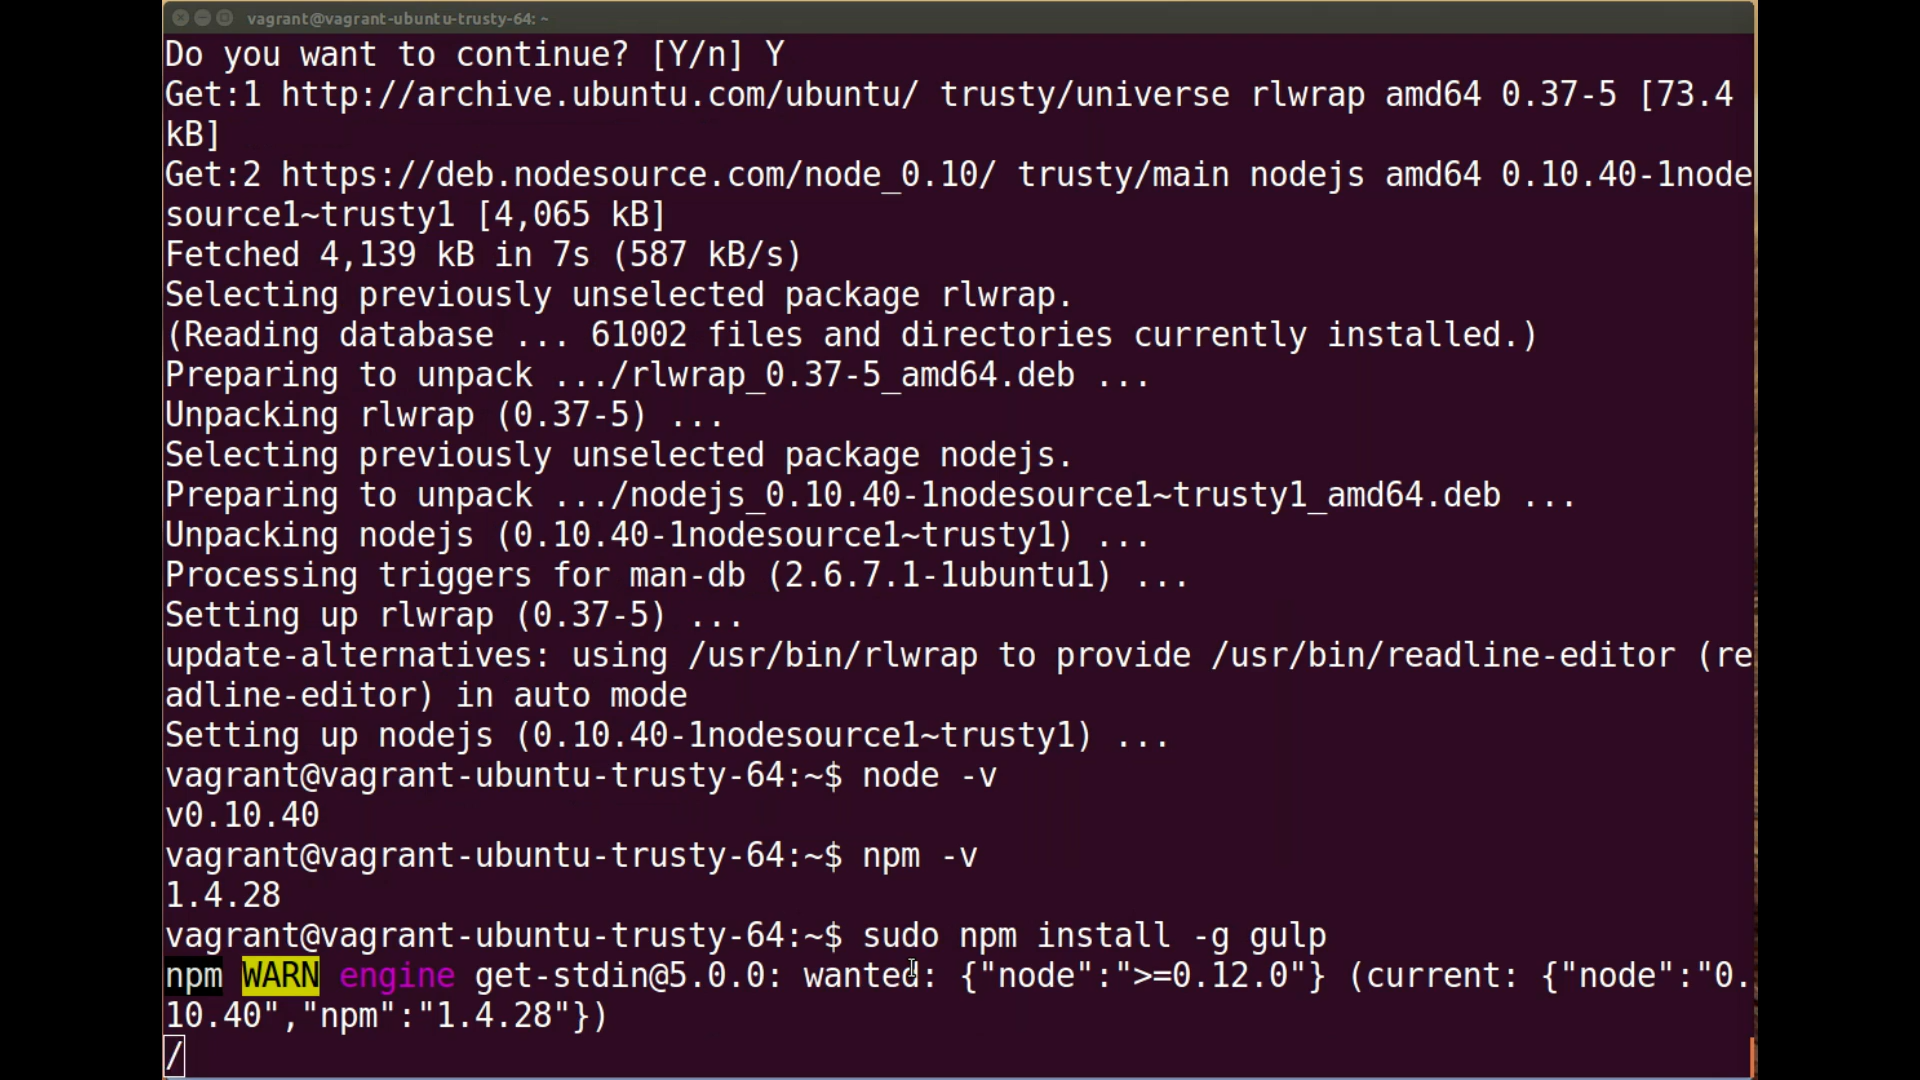 vagrant@vagrant-ubuntu-trusty-64: ~
Do you want to continue? [Y/n] Y
Get:1 http://archive.ubuntu.com/ubuntu/ trusty/universe rlwrap amd64 0.37-5 [73.4
kB]
Get:2 https://deb.nodesource.com/node_0.10/ trusty/main nodejs amd64 0.10.40-1node
source1~trusty1 [4,065 kB]
Fetched 4,139 kB in 7s (587 kB/s)
Selecting previously unselected package rlwrap.
(Reading database ... 61002 files and directories currently installed.)
Preparing to unpack .../rlwrap_0.37-5_amd64.deb ...
Unpacking rlwrap (0.37-5) ...
Selecting previously unselected package nodejs.
Preparing to unpack .../nodejs_0.10.40-1nodesource1~trusty1_amd64.deb ...
Unpacking nodejs (0.10.40-1nodesource1~trusty1) ...
Processing triggers for man-db (2.6.7.1-1ubuntu1) ...
Setting up rlwrap (0.37-5) ...
update-alternatives: using /usr/bin/rlwrap to provide /usr/bin/readline-editor (re
adline-editor) in auto mode
Setting up nodejs (0.10.40-1nodesource1~trusty1) ...
vagrant@vagrant-ubuntu-trusty-64:~$ node -v
v0.10.40
vagrant@vagrant-ubuntu-trusty-64:~$ npm -v
1.4.28
vagrant@vagrant-ubuntu-trusty-64:~$ sudo npm install -g gulp
npm WARN engine get-stdin@5.0.0: wanted: {"node":">=0.12.0"} (current: {"node":"0.
10.40","npm":"1.4.28"})
/